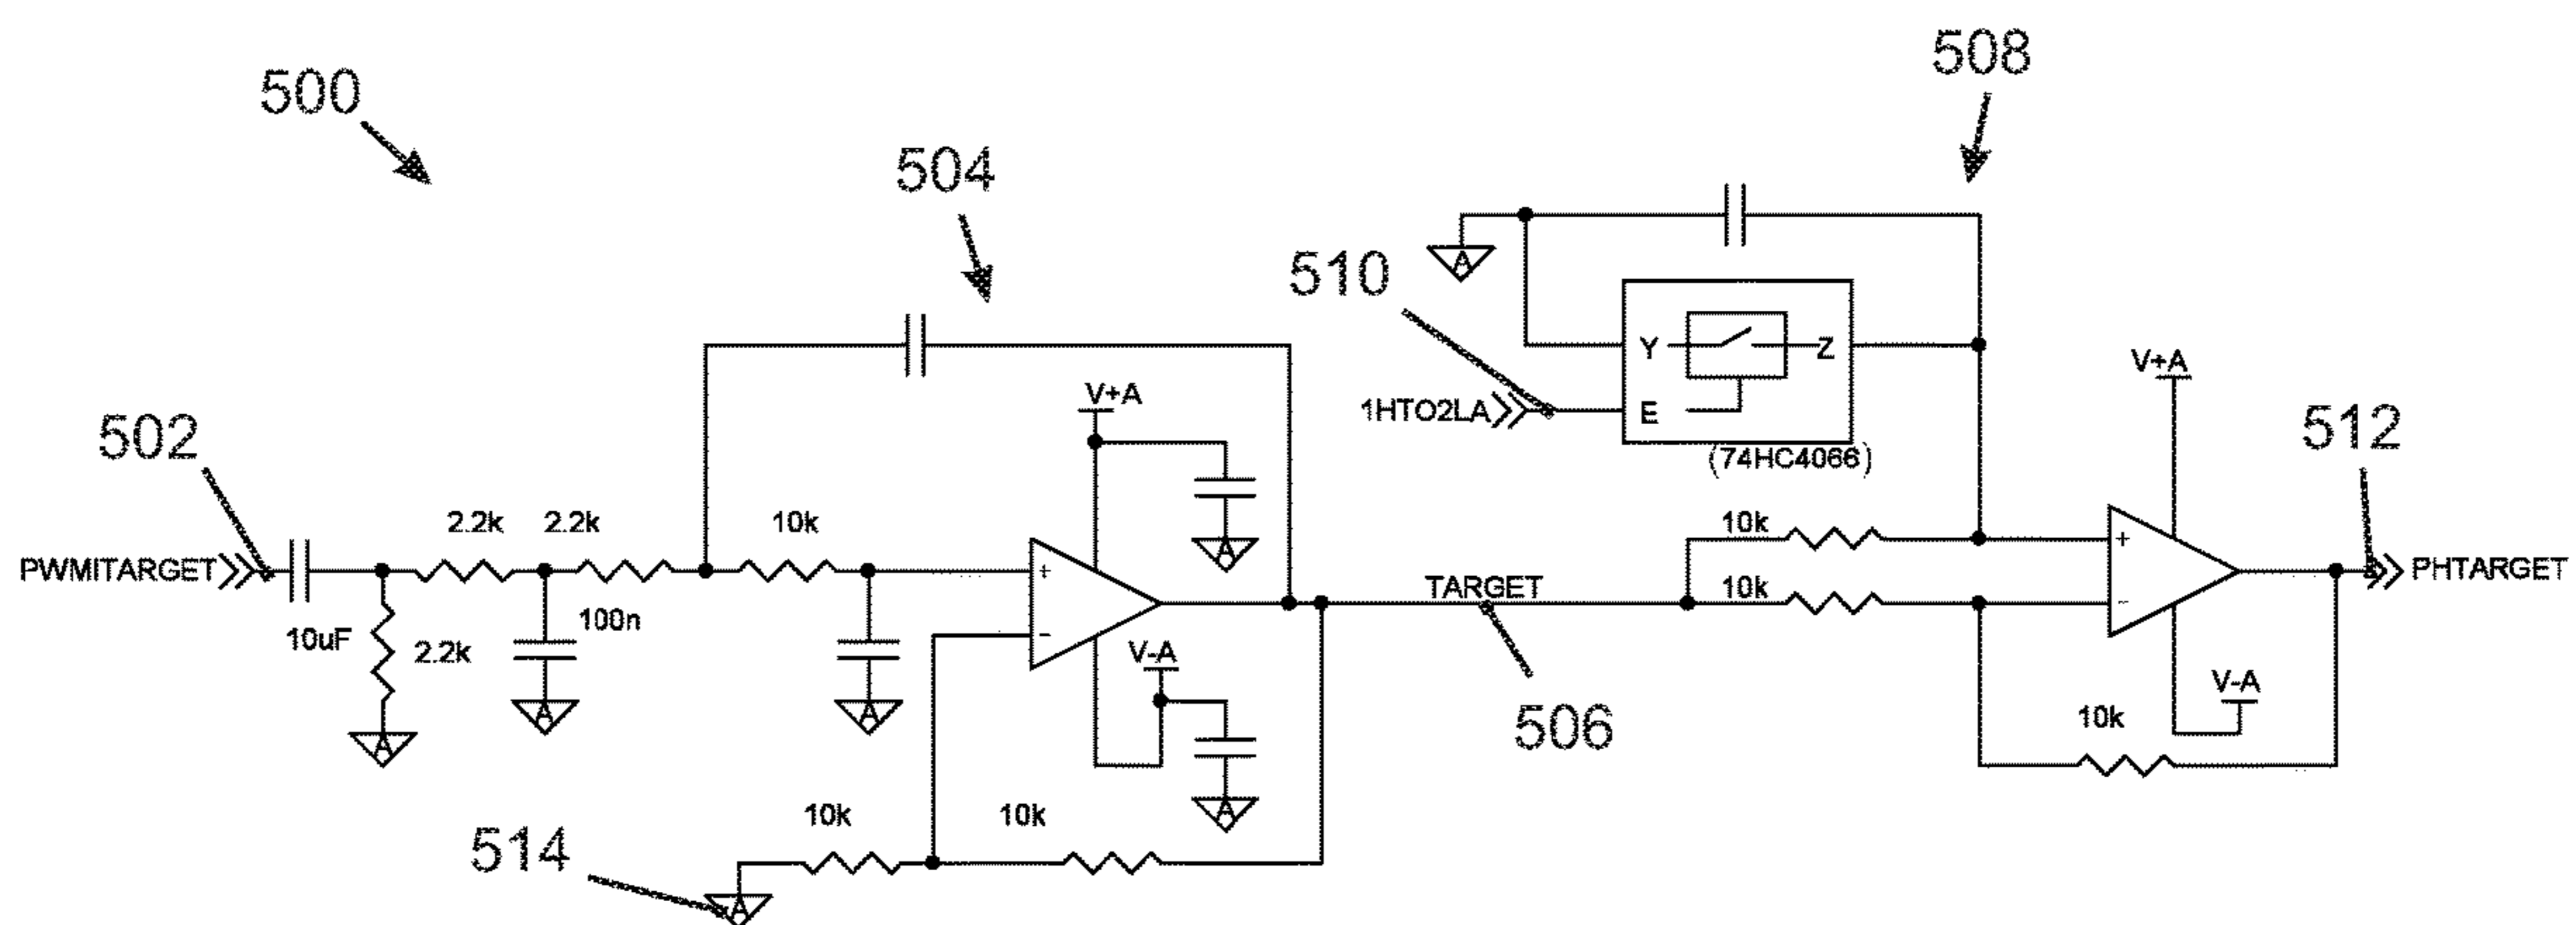 508
500
504
510
Y
Z
V+A
V+A
1HTO2LA
E
512
502
(74HC4066)
2.2k
2.2k
10k
10k
A
A
PWMITARGET
+
+
TARGET
10k
PHTARGET
10uF
2.2k
100n
-
-
V-A
V-A
506
10k
A
A
A
10k
10k
514
A
A